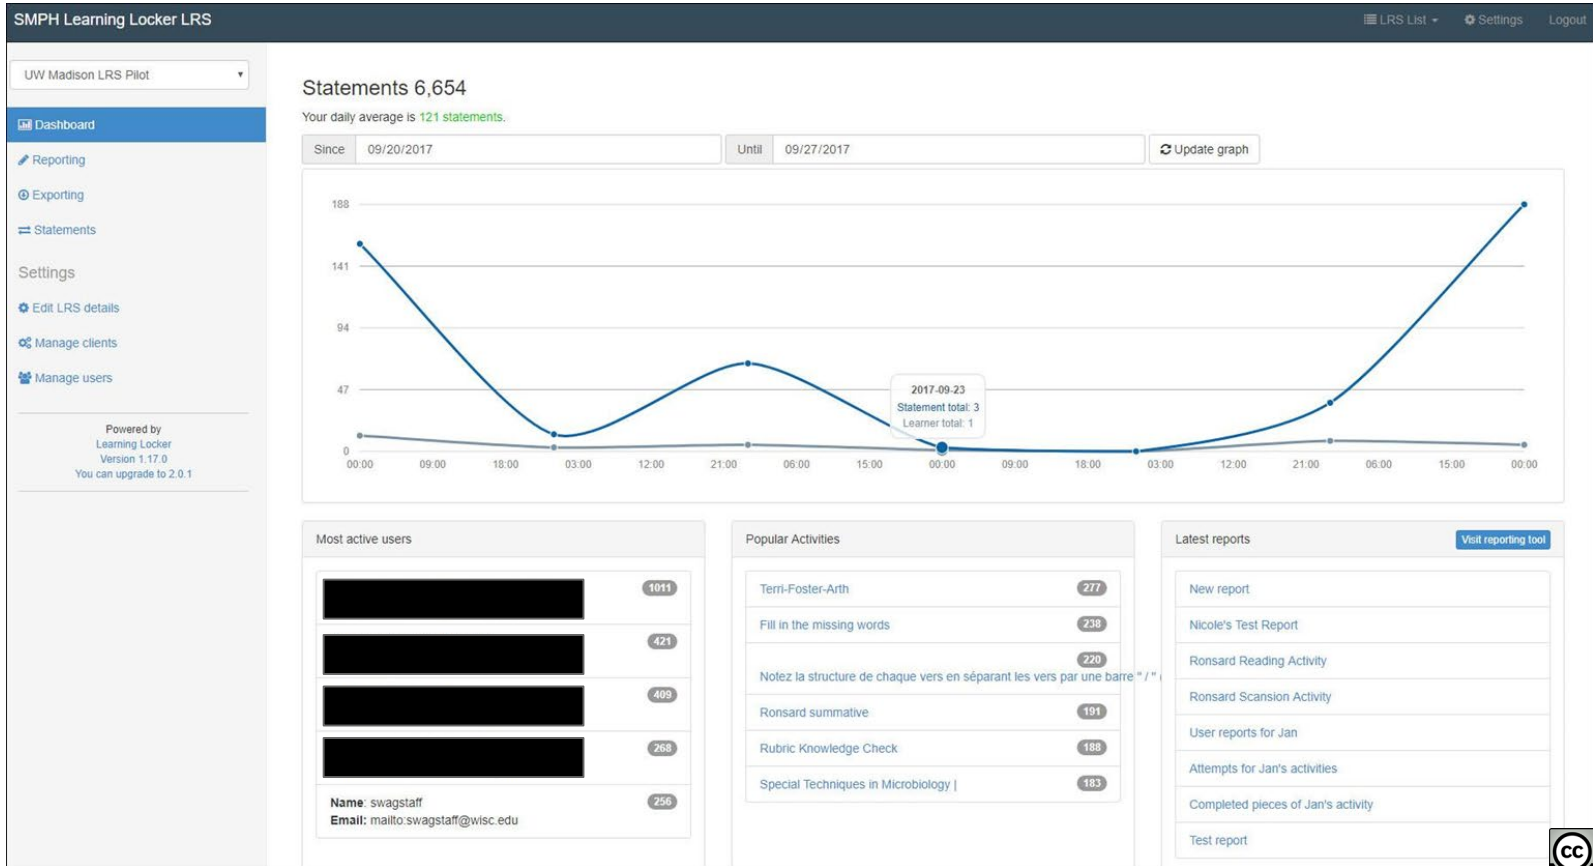 SMPH Learning Locker LRS
LRS List
Settings
Logout
UW Madison LRS Pilot
Dashboard
Reporting
Exporting
Statements
Settings
Edit LRS details
Manage clients
Manage users
Powered by
Learning Locker
Version 1.17.0
You can upgrade to 2.0.1
Statements 6,654
Your daily average is 121 statements.
Since 09/20/2017 Until 09/27/2017 Update graph
188
141
94
47
0
2017-09-23
Statement total: 3
Learner total: 1
00:00 09:00 18:00 03:00 12:00 21:00 06:00 15:00 00:00 09:00 18:00 03:00 12:00 21:00 06:00 15:00 00:00
Most active users
1011
421
409
268
Name: swagstaff 256
Email: mailto:swagstaff@wisc.edu
Popular Activities
Terri-Foster-Arth 277
Fill in the missing words 238
220
Notez la structure de chaque vers en séparant les vers par une barre " / " (
Ronsard summative 191
Rubric Knowledge Check 188
Special Techniques in Microbiology | 183
Latest reports Visit reporting tool
New report
Nicole's Test Report
Ronsard Reading Activity
Ronsard Scansion Activity
User reports for Jan
Attempts for Jan's activities
Completed pieces of Jan's activity
Test report
cc